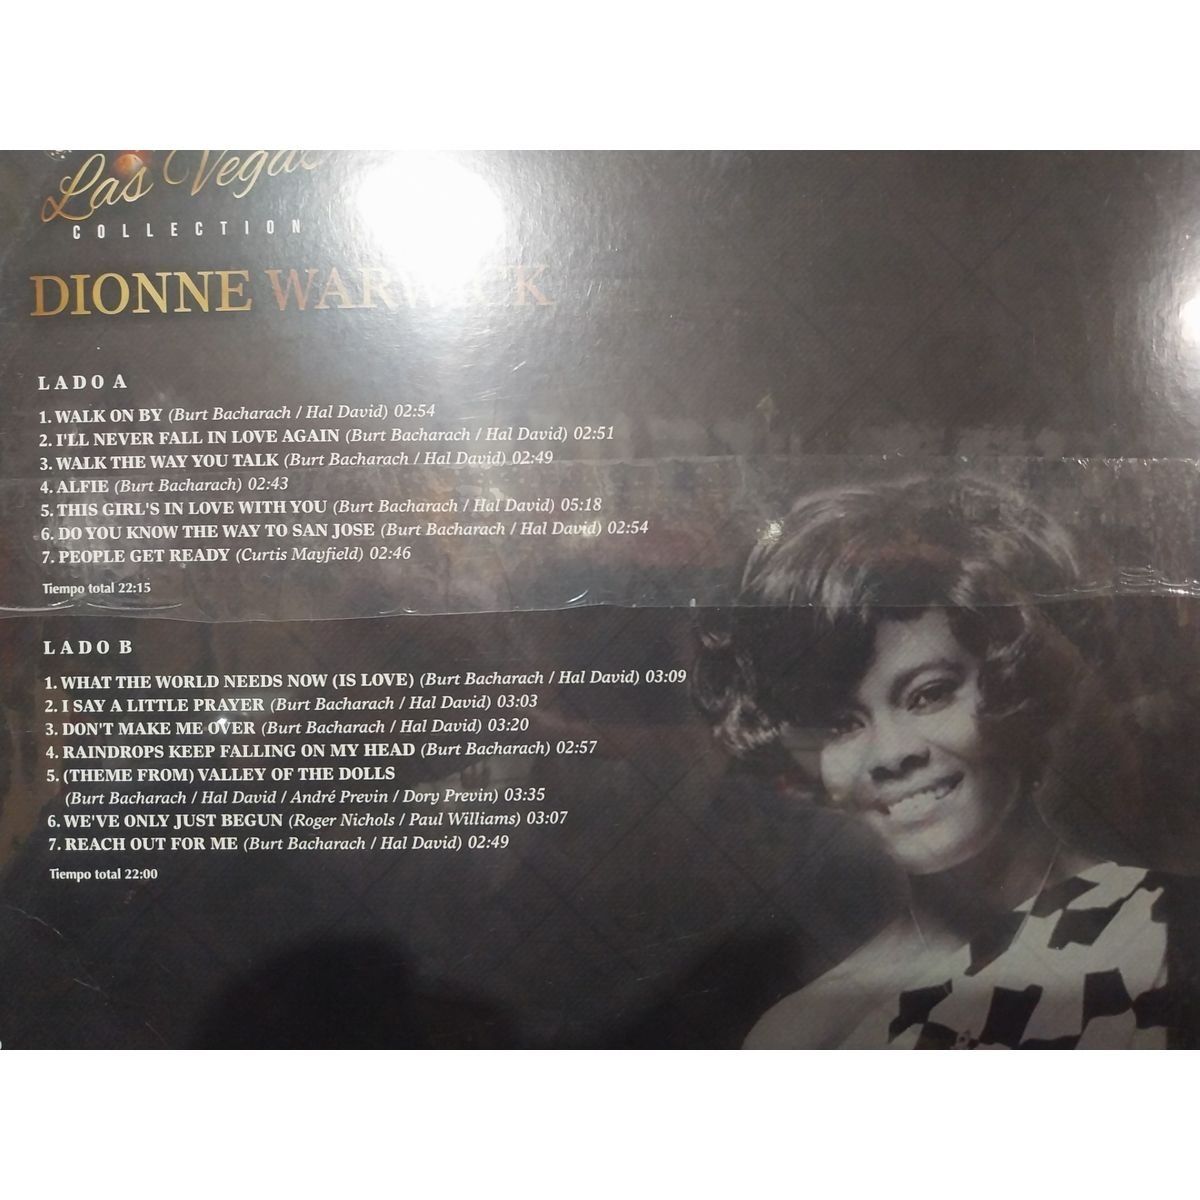 Las Vegas
COLLECTION
DIONNE WARWICK
LADO A
1. WALK ON BY (Burt Bacharach / Hal David) 02:54
2. I'LL NEVER FALL IN LOVE AGAIN (Burt Bacharach / Hal David) 02:51
3. WALK THE WAY YOU TALK (Burt Bacharach / Hal David) 02:49
4. ALFIE (Burt Bacharach) 02:43
5. THIS GIRL'S IN LOVE WITH YOU (Burt Bacharach / Hal David) 05:18
6. DO YOU KNOW THE WAY TO SAN JOSE (Burt Bacharach / Hal David) 02:54
7. PEOPLE GET READY (Curtis Mayfield) 02:46
Tiempo total 22:15
LADO B
1. WHAT THE WORLD NEEDS NOW (IS LOVE) (Burt Bacharach / Hal David) 03:09
2. I SAY A LITTLE PRAYER (Burt Bacharach / Hal David) 03:03
3. DON'T MAKE ME OVER (Burt Bacharach / Hal David) 03:20
4. RAINDROPS KEEP FALLING ON MY HEAD (Burt Bacharach) 02:57
5. (THEME FROM) VALLEY OF THE DOLLS
(Burt Bacharach / Hal David / André Previn / Dory Previn) 03:35
6. WE'VE ONLY JUST BEGUN (Roger Nichols / Paul Williams) 03:07
7. REACH OUT FOR ME (Burt Bacharach / Hal David) 02:49
Tiempo total 22:00